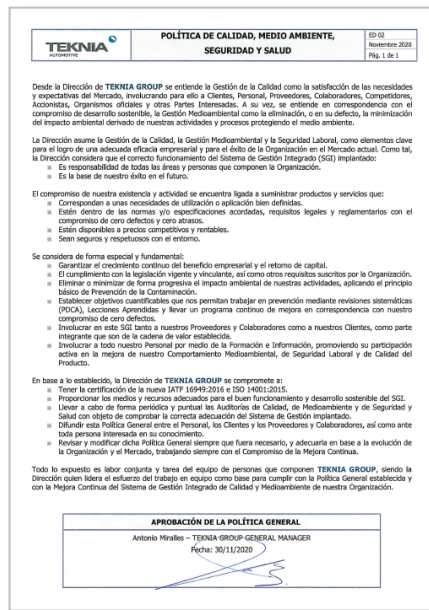 TEKNIA
AUTOMOTIVE
POLÍTICA DE CALIDAD, MEDIO AMBIENTE,
SEGURIDAD Y SALUD
ED 02
Noviembre 2020
Pág. 1 de 1
Desde la Dirección de TEKNIA GROUP se entiende la Gestión de la Calidad como la satisfacción de las necesidades
y expectativas del Mercado, involucrando para ello a Clientes, Personal, Proveedores, Colaboradores, Competidores,
Accionistas, Organismos oficiales y otras Partes Interesadas. A su vez, se entiende en correspondencia con el
compromiso de desarrollo sostenible, la Gestión Medioambiental como la eliminación, o en su defecto, la minimización
del impacto ambiental derivado de nuestras actividades y procesos protegiendo el medio ambiente.
La Dirección asume la Gestión de la Calidad, la Gestión Medioambiental y la Seguridad Laboral, como elementos clave
para el logro de una adecuada eficacia empresarial y para el éxito de la Organización en el Mercado actual. Como tal,
la Dirección considera que el correcto funcionamiento del Sistema de Gestión Integrado (SGI) implantado:
Es responsabilidad de todas las áreas y personas que componen la Organización.
Es la base de nuestro éxito en el futuro.
El compromiso de nuestra existencia y actividad se encuentra ligada a suministrar productos y servicios que:
Correspondan a unas necesidades de utilización o aplicación bien definidas.
Estén dentro de las normas y/o especificaciones acordadas, requisitos legales y reglamentarios con el
compromiso de cero defectos y cero atrasos.
Estén disponibles a precios competitivos y rentables.
Sean seguros y respetuosos con el entorno.
Se considera de forma especial y fundamental:
Garantizar el crecimiento continuo del beneficio empresarial y el retorno de capital.
El cumplimiento con la legislación vigente y vinculante, así como otros requisitos suscritos por la Organización.
Eliminar o minimizar de forma progresiva el impacto ambiental de nuestras actividades, aplicando el principio
básico de Prevención de la Contaminación.
Establecer objetivos cuantificables que nos permitan trabajar en prevención mediante revisiones sistemáticas
(PDCA), Lecciones Aprendidas y llevar un programa continuo de mejora en correspondencia con nuestro
compromiso de cero defectos.
Involucrar en este SGI tanto a nuestros Proveedores y Colaboradores como a nuestros Clientes, como parte
integrante que son de la cadena de valor establecida.
Involucrar a todo nuestro Personal por medio de la Formación e Información, promoviendo su participación
activa en la mejora de nuestro Comportamiento Medioambiental, de Seguridad Laboral y de Calidad del
Producto.
En base a lo establecido, la Dirección de TEKNIA GROUP se compromete a:
Tener la certificación de la nueva IATF 16949:2016 e ISO 14001:2015.
Proporcionar los medios y recursos adecuados para el buen funcionamiento y desarrollo sostenible del SGI.
Llevar a cabo de forma periódica y puntual las Auditorías de Calidad, de Medioambiente y de Seguridad y
Salud con objeto de comprobar la correcta adecuación del Sistema de Gestión implantado.
Difundir esta Política General entre el Personal, los Clientes y los Proveedores y Colaboradores, así como ante
toda persona interesada en su conocimiento.
Revisar y modificar dicha Política General siempre que fuera necesario, y adecuarla en base a la evolución de
la Organización y el Mercado, trabajando siempre con el Compromiso de la Mejora Continua.
Todo lo expuesto es labor conjunta y tarea del equipo de personas que componen TEKNIA GROUP, siendo la
Dirección quien lidera el esfuerzo del trabajo en equipo como base para cumplir con la Política General establecida y
con la Mejora Continua del Sistema de Gestión Integrado de Calidad y Medioambiente de nuestra Organización.
APROBACIÓN DE LA POLÍTICA GENERAL
Antonio Miralles – TEKNIA GROUP GENERAL MANAGER
Fecha: 30/11/2020